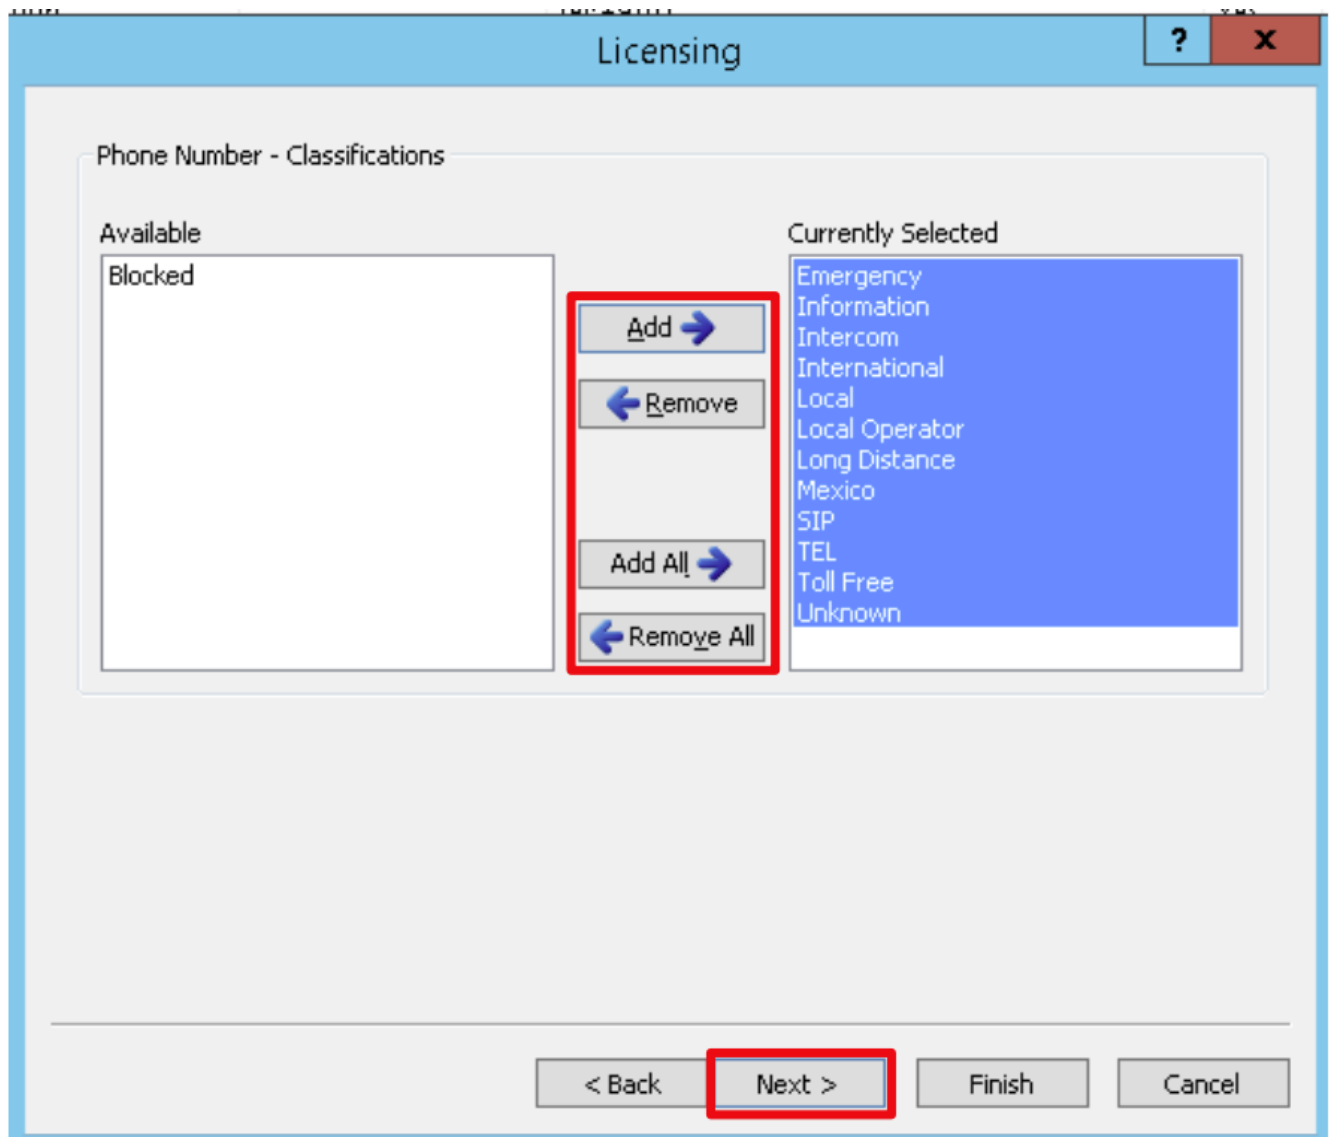 Licensing
?
x
Phone Number - Classifications
Available
Currently Selected
Blocked
Emergency
Information
Intercom
International
Local
Local Operator
Long Distance
Mexico
SIP
TEL
Toll Free
Unknown
Add
Remove
Add All
Remove All
< Back
Next >
Finish
Cancel